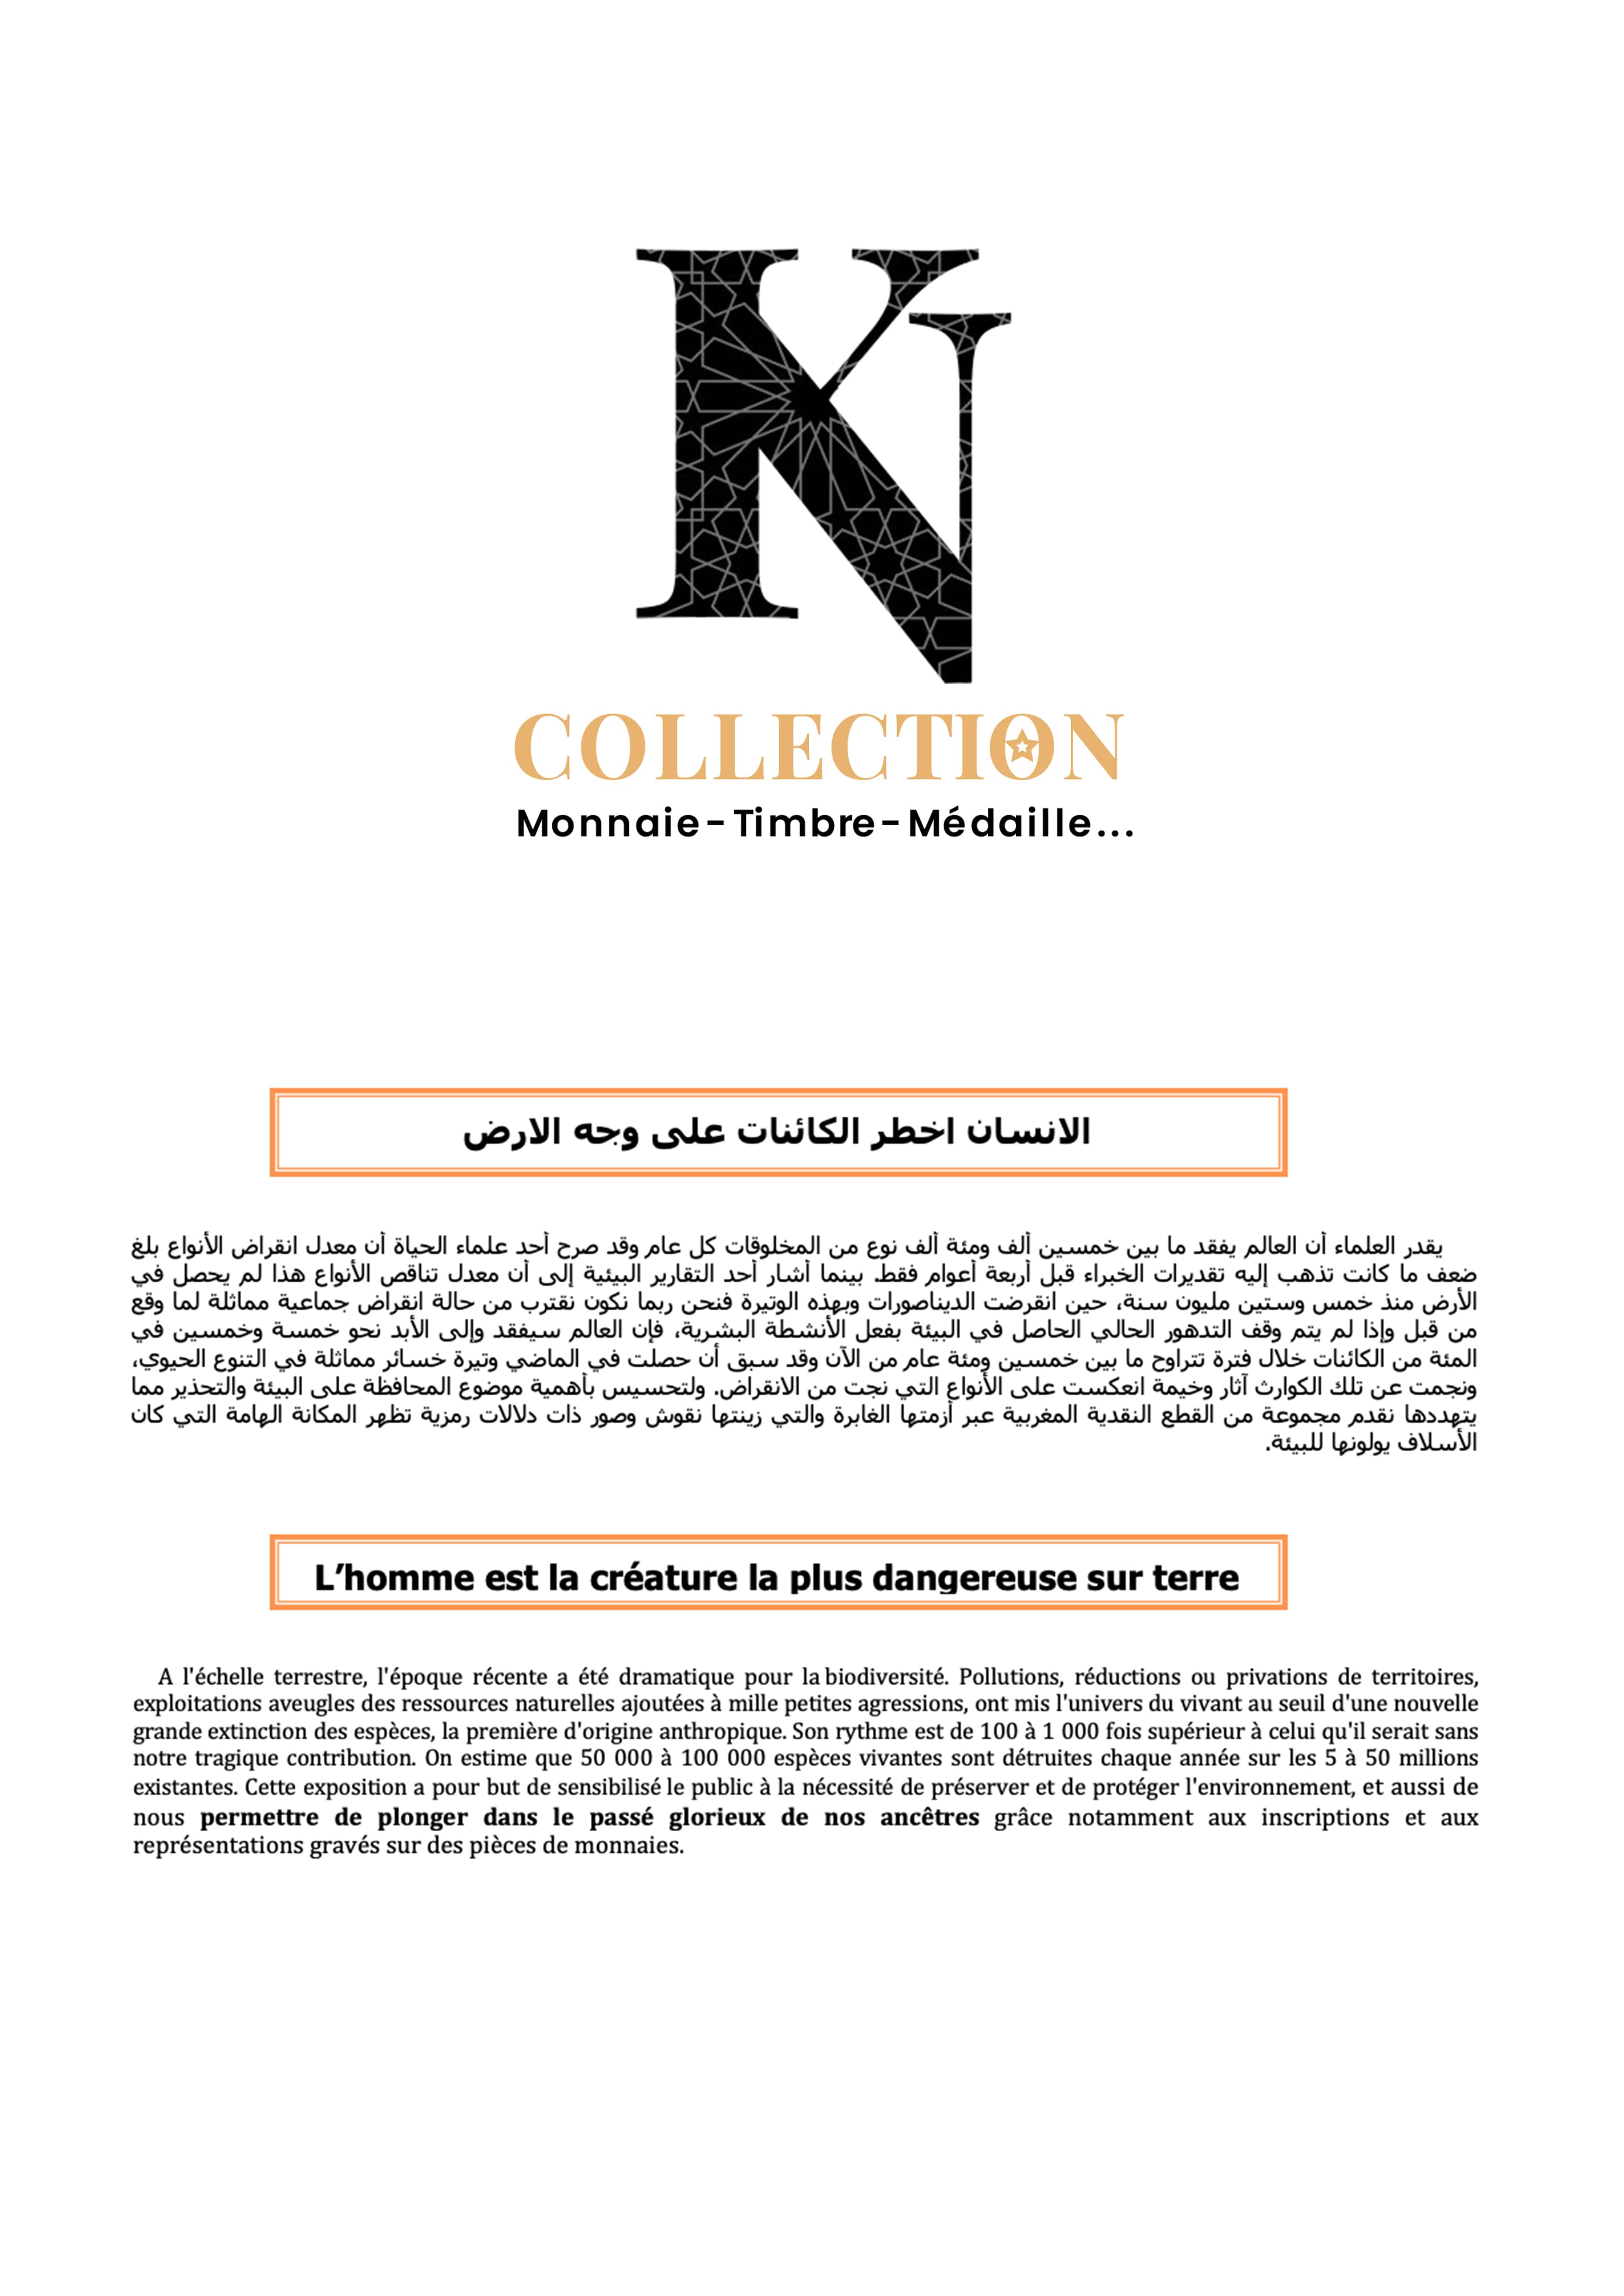 KN
COLLECTION
Monnaie - Timbre - Médaille...
الانسان اخطر الكائنات على وجه الارض
يقدر العلماء أن العالم يفقد ما بين خمسين ألف ومئة ألف نوع من المخلوقات كل عام وقد صرح أحد علماء الحياة أن معدل انقراض الأنواع بلغ
ضعف ما كانت تذهب إليه تقديرات الخبراء قبل أربعة أعوام فقط. بينما أشار أحد التقارير البيئية إلى أن معدل تناقص الأنواع هذا لم يحصل في
الأرض منذ خمس وستين مليون سنة، حين انقرضت الديناصورات وبهذه الوتيرة فنحن ربما نكون نقترب من حالة انقراض جماعية مماثلة لما وقع
من قبل وإذا لم يتم وقف التدهور الحالي الحاصل في البيئة بفعل الأنشطة البشرية، فإن العالم سيفقد وإلى الأبد نحو خمسة وخمسين في
المئة من الكائنات خلال فترة تتراوح ما بين خمسين ومئة عام من الآن وقد سبق أن حصلت في الماضي وتيرة خسائر مماثلة في التنوع الحيوي،
ونجمت عن تلك الكوارث آثار وخيمة انعكست على الأنواع التي نجت من الانقراض. ولتحسيس بأهمية موضوع المحافظة على البيئة والتحذير مما
يتهددها نقدم مجموعة من القطع النقدية المغربية عبر أزمتها الغابرة والتي زينتها نقوش وصور ذات دلالات رمزية تظهر المكانة الهامة التي كان
الأسلاف يولونها للبيئة.
L'homme est la créature la plus dangereuse sur terre
A l'échelle terrestre, l'époque récente a été dramatique pour la biodiversité. Pollutions, réductions ou privations de territoires,
exploitations aveugles des ressources naturelles ajoutées à mille petites agressions, ont mis l'univers du vivant au seuil d'une nouvelle
grande extinction des espèces, la première d'origine anthropique. Son rythme est de 100 à 1 000 fois supérieur à celui qu'il serait sans
notre tragique contribution. On estime que 50 000 à 100 000 espèces vivantes sont détruites chaque année sur les 5 à 50 millions
existantes. Cette exposition a pour but de sensibilisé le public à la nécessité de préserver et de protéger l'environnement, et aussi de
nous permettre de plonger dans le passé glorieux de nos ancêtres grâce notamment aux inscriptions et aux
représentations gravés sur des pièces de monnaies.